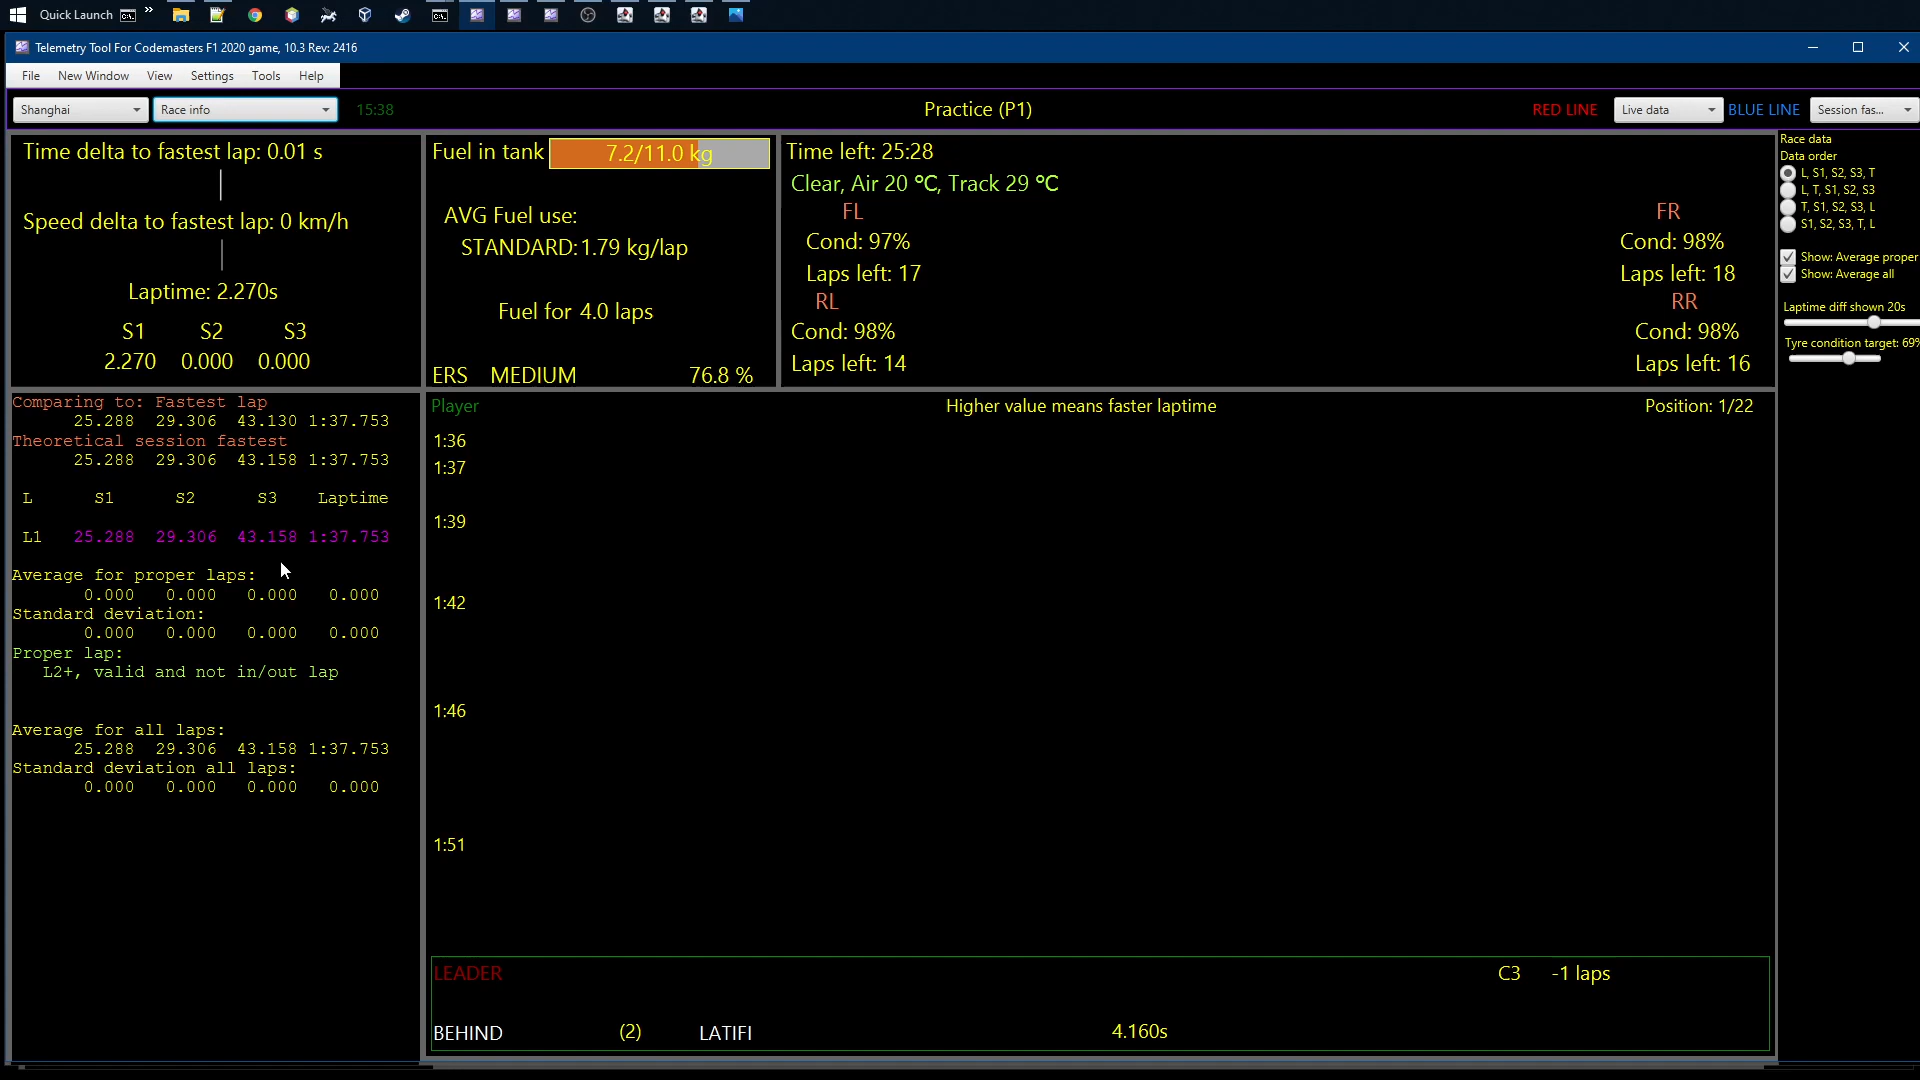 Quick Launch
Telemetry Tool For Codemasters F1 2020 game, 10.3 Rev: 2416
File New Window View Settings Tools Help
Shanghai Race info 15:38 Practice (P1) RED LINE Live data BLUE LINE Session fas...
Time delta to fastest lap: 0.01 s
Speed delta to fastest lap: 0 km/h
Laptime: 2.270s
S1 S2 S3
2.270 0.000 0.000
Fuel in tank 7.2/11.0 kg
AVG Fuel use:
STANDARD: 1.79 kg/lap
Fuel for 4.0 laps
ERS MEDIUM 76.8 %
Time left: 25:28
Clear, Air 20 ℃, Track 29 ℃
FL FR
Cond: 97% Cond: 98%
Laps left: 17 Laps left: 18
RL RR
Cond: 98% Cond: 98%
Laps left: 14 Laps left: 16
Race data
Data order
L, S1, S2, S3, T
L, T, S1, S2, S3
T, S1, S2, S3, L
S1, S2, S3, T, L
Show: Average proper
Show: Average all
Laptime diff shown 20s
Tyre condition target: 69%
Comparing to: Fastest lap
25.288 29.306 43.130 1:37.753
Theoretical session fastest
25.288 29.306 43.158 1:37.753
L S1 S2 S3 Laptime
L1 25.288 29.306 43.158 1:37.753
Average for proper laps:
0.000 0.000 0.000 0.000
Standard deviation:
0.000 0.000 0.000 0.000
Proper lap:
L2+, valid and not in/out lap
Average for all laps:
25.288 29.306 43.158 1:37.753
Standard deviation all laps:
0.000 0.000 0.000 0.000
Player Higher value means faster laptime Position: 1/22
1:36
1:37
1:39
1:42
1:46
1:51
LEADER C3 -1 laps
BEHIND (2) LATIFI 4.160s